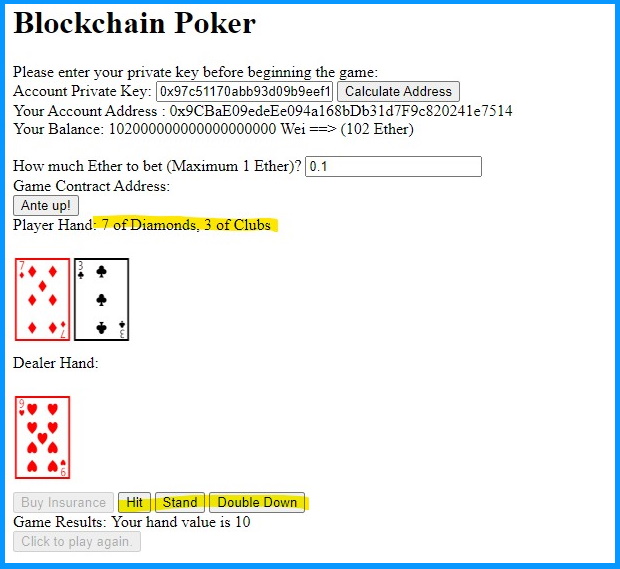 Blockchain Poker
Please enter your private key before beginning the game:
Account Private Key: 0x97c51170abb93d09b9eef1 Calculate Address
Your Account Address : 0x9CBaE09edeEe094a168bDb31d7F9c820241e7514
Your Balance: 102000000000000000000 Wei ==> (102 Ether)
How much Ether to bet (Maximum 1 Ether)? 0.1
Game Contract Address:
Ante up!
Player Hand: 7 of Diamonds, 3 of Clubs
7 3
7 3
Dealer Hand:
9
9
Buy Insurance Hit Stand Double Down
Game Results: Your hand value is 10
Click to play again.